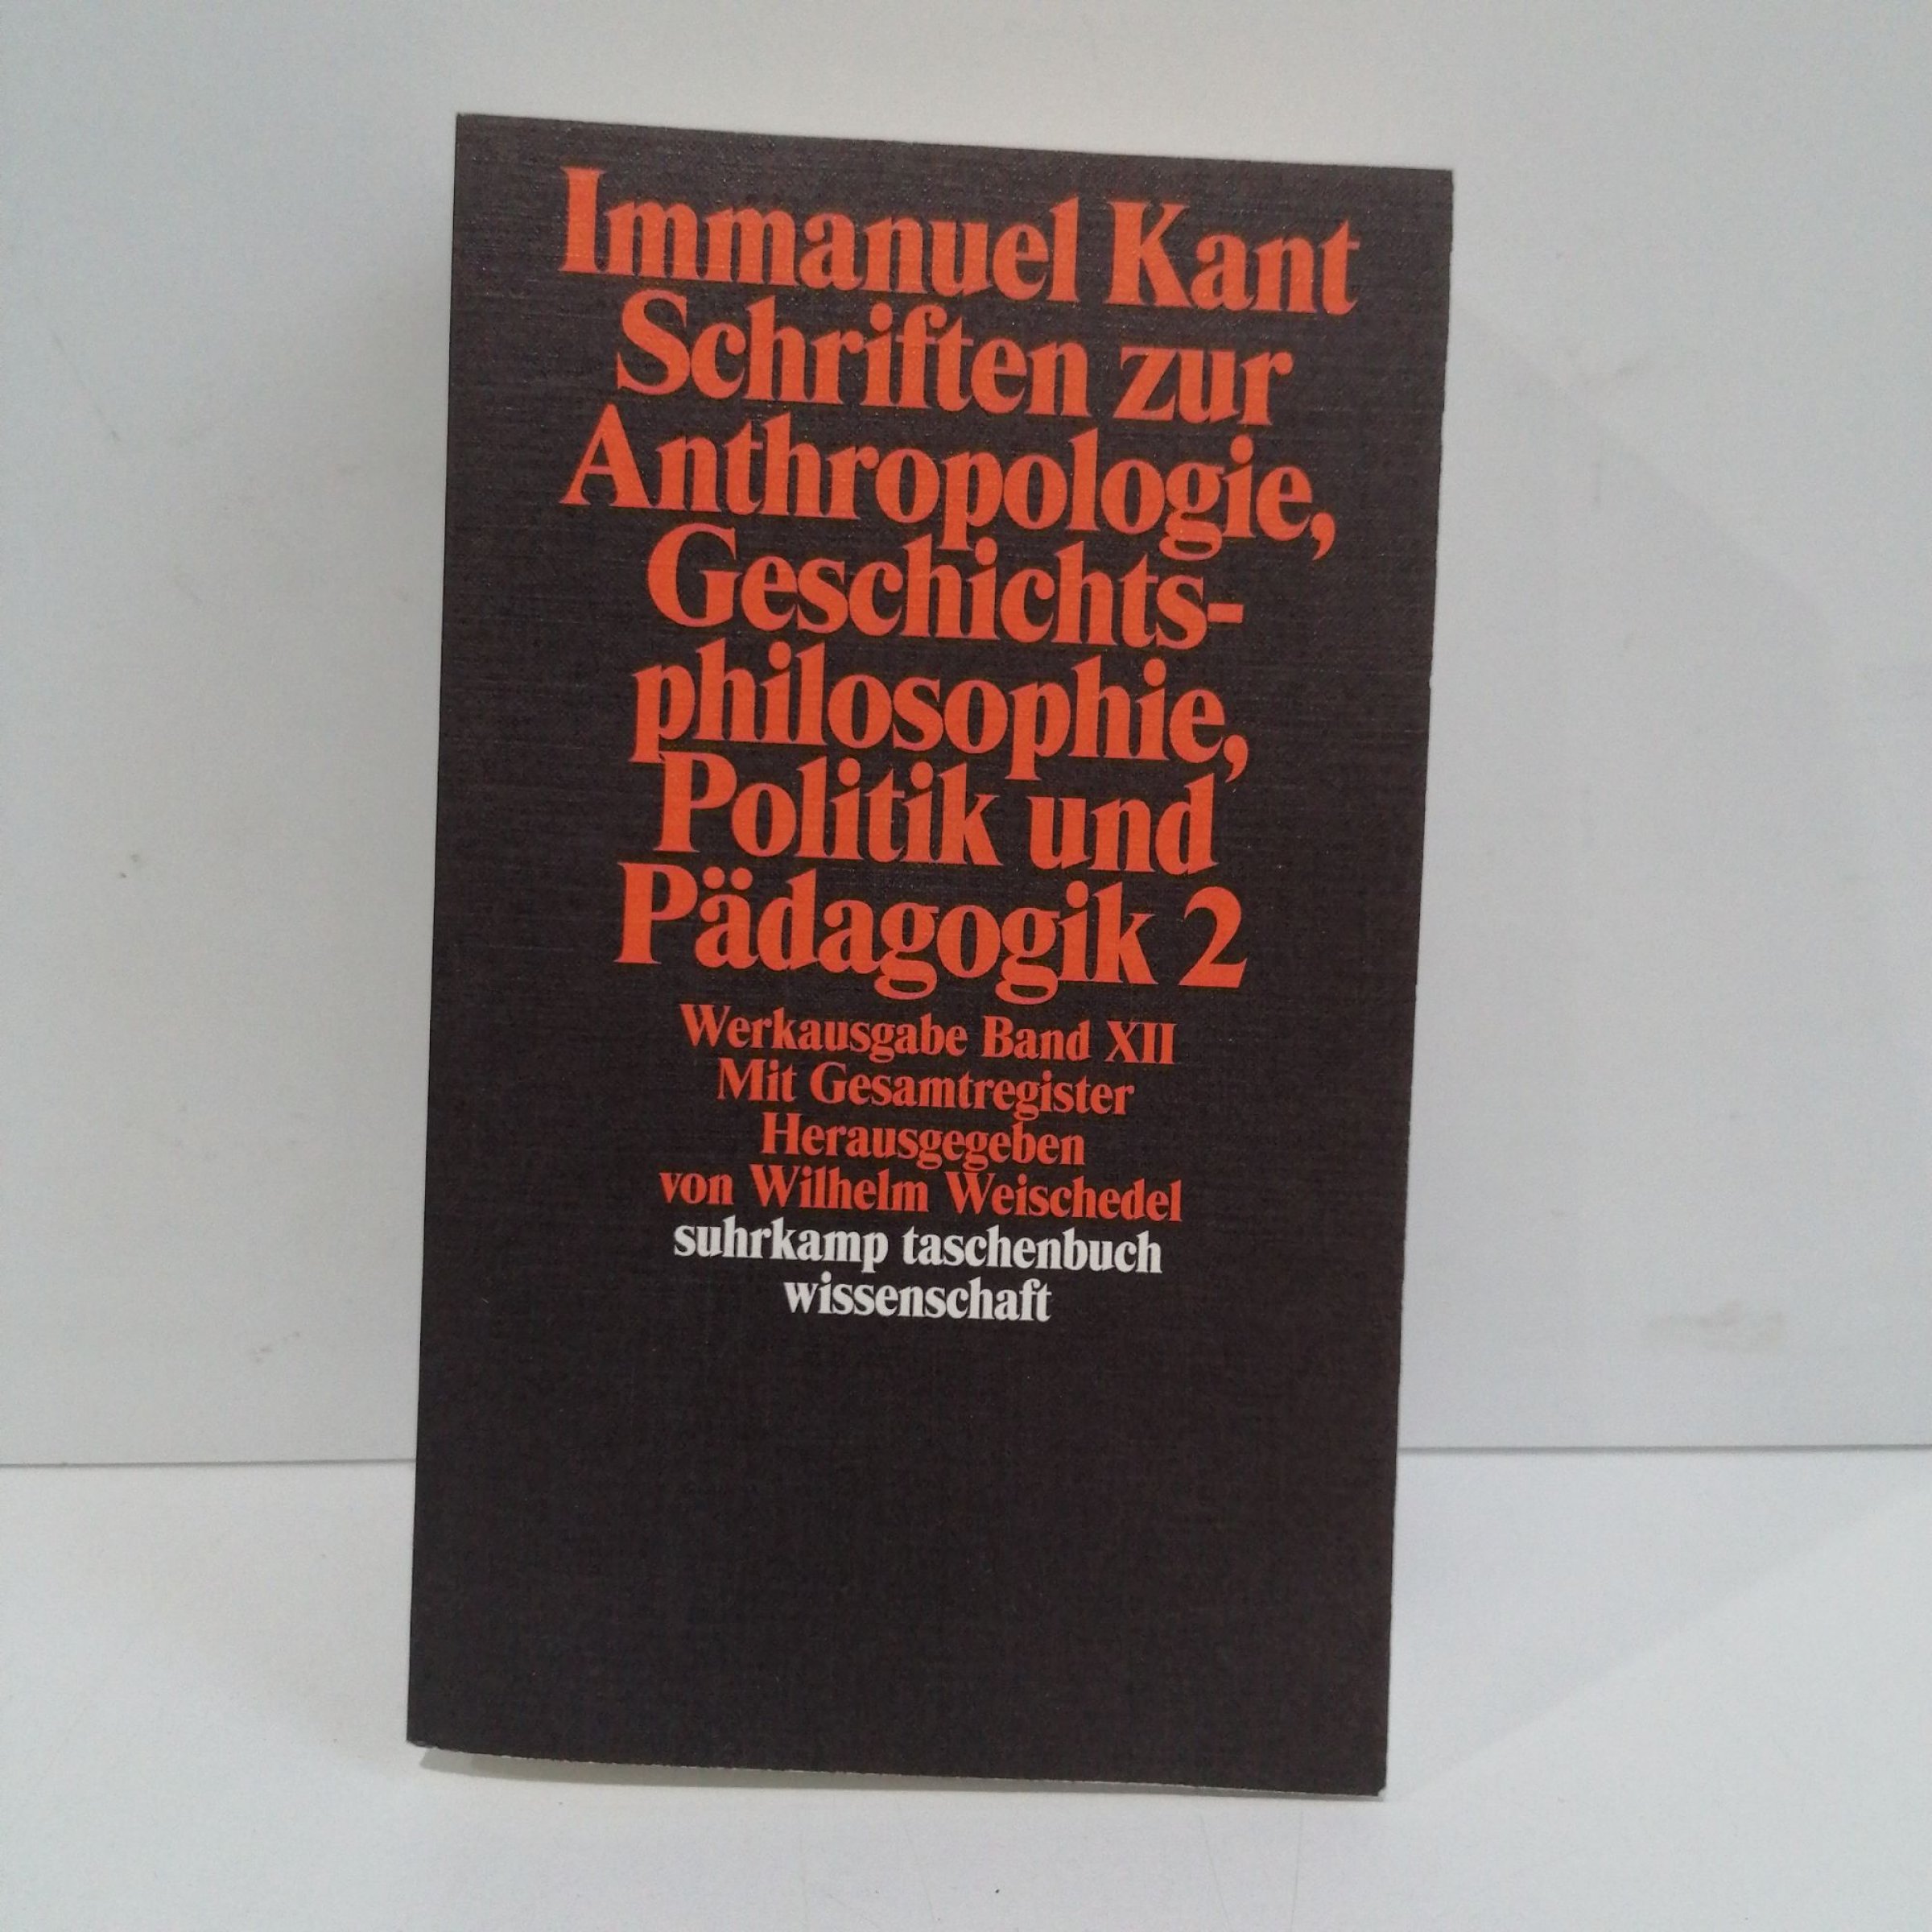 Immanuel Kant
Schriften zur
Anthropologie,
Geschichts-
philosophie,
Politik und
Pädagogik 2
Werkausgabe Band XII
Mit Gesamtregister
Herausgegeben
von Wilhelm Weischedel
suhrkamp taschenbuch
wissenschaft